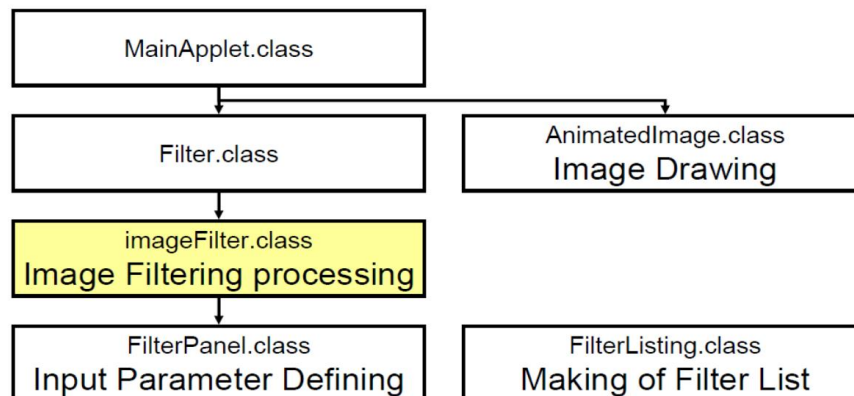 MainApplet.class
Filter.class
AnimatedImage.class
Image Drawing
imageFilter.class
Image Filtering processing
FilterPanel.class
Input Parameter Defining
FilterListing.class
Making of Filter List